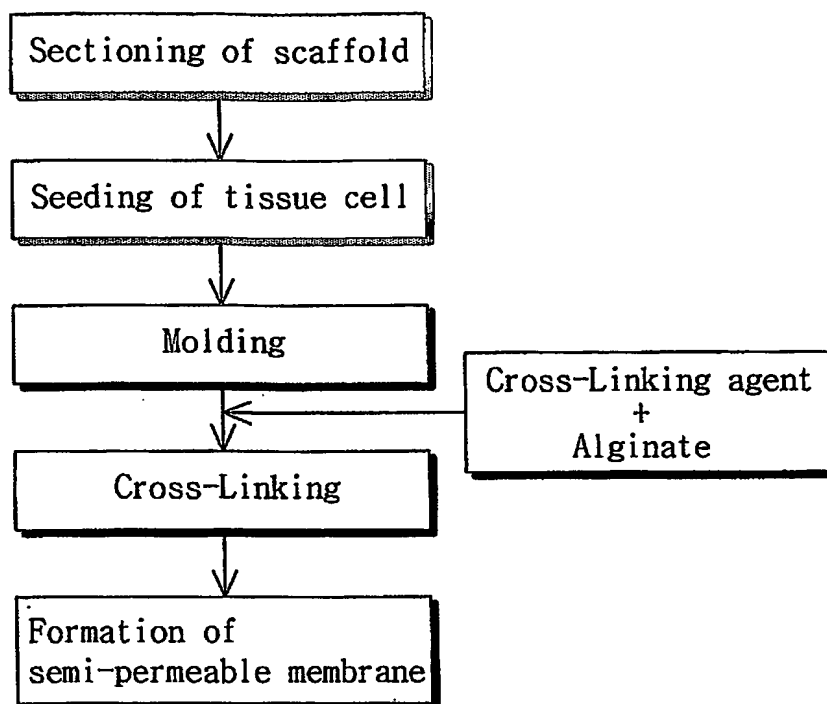 Sectioning of scaffold
Seeding of tissue cell
Molding
Cross-Linking agent
+
Alginate
Cross-Linking
Formation of
semi-permeable membrane